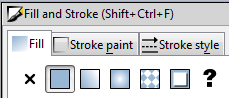 Fill and Stroke (Shift+Ctrl+F)
Fill Stroke paint Stroke style
?